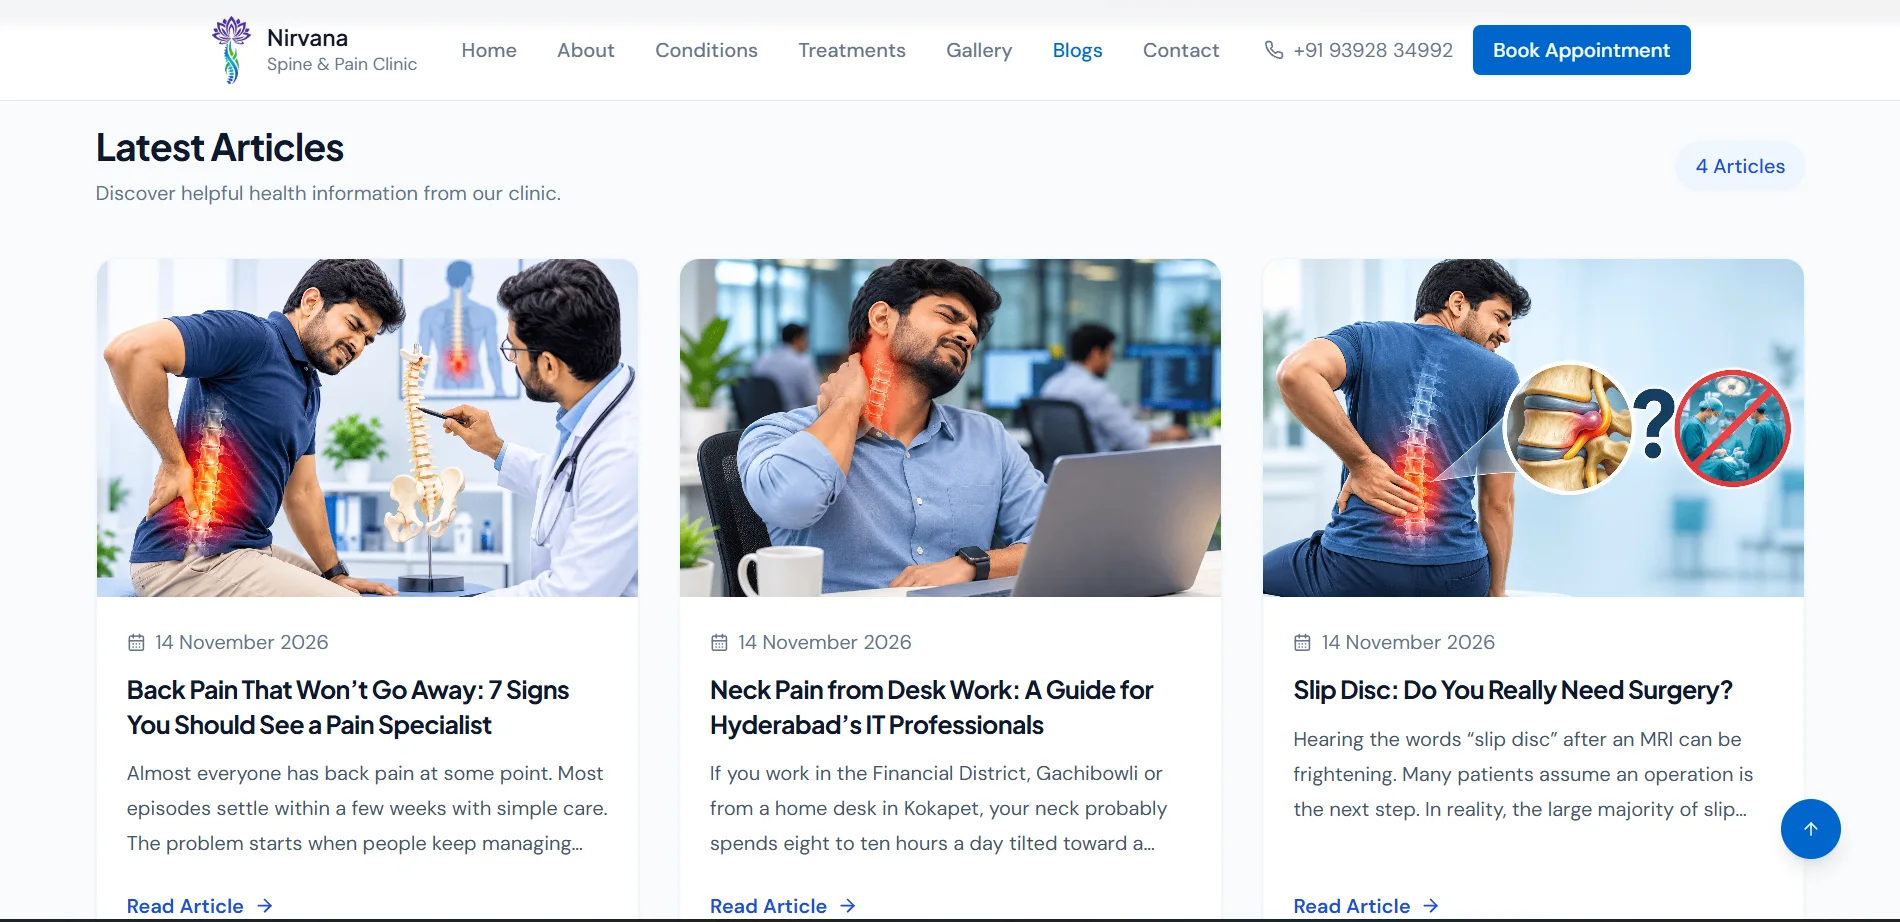 Nirvana
Spine & Pain Clinic
Home
About
Conditions
Treatments
Gallery
Blogs
Contact
+91 93928 34992
Book Appointment
Latest Articles
Discover helpful health information from our clinic.
4 Articles
14 November 2026
Back Pain That Won’t Go Away: 7 Signs
You Should See a Pain Specialist
Almost everyone has back pain at some point. Most
episodes settle within a few weeks with simple care.
The problem starts when people keep managing...
Read Article
14 November 2026
Neck Pain from Desk Work: A Guide for
Hyderabad’s IT Professionals
If you work in the Financial District, Gachibowli or
from a home desk in Kokapet, your neck probably
spends eight to ten hours a day tilted toward a...
Read Article
?
14 November 2026
Slip Disc: Do You Really Need Surgery?
Hearing the words “slip disc” after an MRI can be
frightening. Many patients assume an operation is
the next step. In reality, the large majority of slip...
Read Article